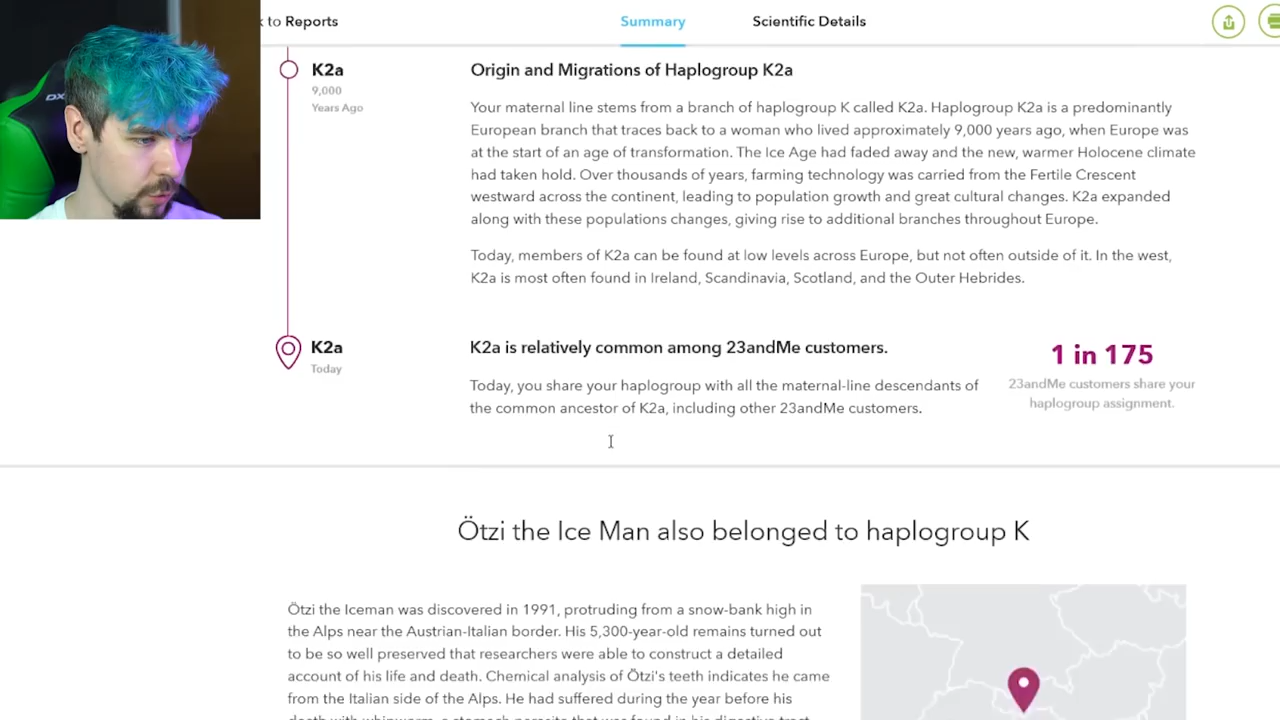 k to Reports
Summary
Scientific Details
K2a
9,000
Years Ago
Origin and Migrations of Haplogroup K2a
Your maternal line stems from a branch of haplogroup K called K2a. Haplogroup K2a is a predominantly
European branch that traces back to a woman who lived approximately 9,000 years ago, when Europe was
at the start of an age of transformation. The Ice Age had faded away and the new, warmer Holocene climate
had taken hold. Over thousands of years, farming technology was carried from the Fertile Crescent
westward across the continent, leading to population growth and great cultural changes. K2a expanded
along with these populations changes, giving rise to additional branches throughout Europe.
Today, members of K2a can be found at low levels across Europe, but not often outside of it. In the west,
K2a is most often found in Ireland, Scandinavia, Scotland, and the Outer Hebrides.
K2a
Today
K2a is relatively common among 23andMe customers.
Today, you share your haplogroup with all the maternal-line descendants of
the common ancestor of K2a, including other 23andMe customers.
1 in 175
23andMe customers share your
haplogroup assignment.
Ötzi the Ice Man also belonged to haplogroup K
Ötzi the Iceman was discovered in 1991, protruding from a snow-bank high in
the Alps near the Austrian-Italian border. His 5,300-year-old remains turned out
to be so well preserved that researchers were able to construct a detailed
account of his life and death. Chemical analysis of Ötzi's teeth indicates he came
from the Italian side of the Alps. He had suffered during the year before his
death with whipworm, a stomach parasite that was found in his digestive tract
DX